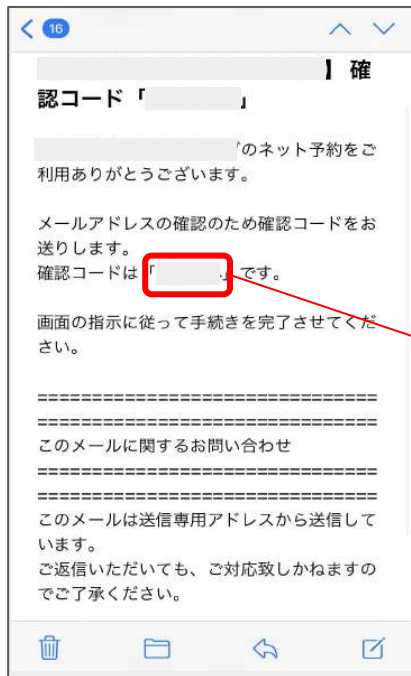 16
】 確
認コード「 」
のネット予約をご
利用ありがとうございます。
メールアドレスの確認のため確認コードをお
送りします。
確認コードは「 」です。
画面の指示に従って手続きを完了させてくだ
さい。
================================
================================
このメールに関するお問い合わせ
================================
================================
このメールは送信専用アドレスから送信して
います。
ご返信いただいても、ご対応致しかねますの
でご了承ください。